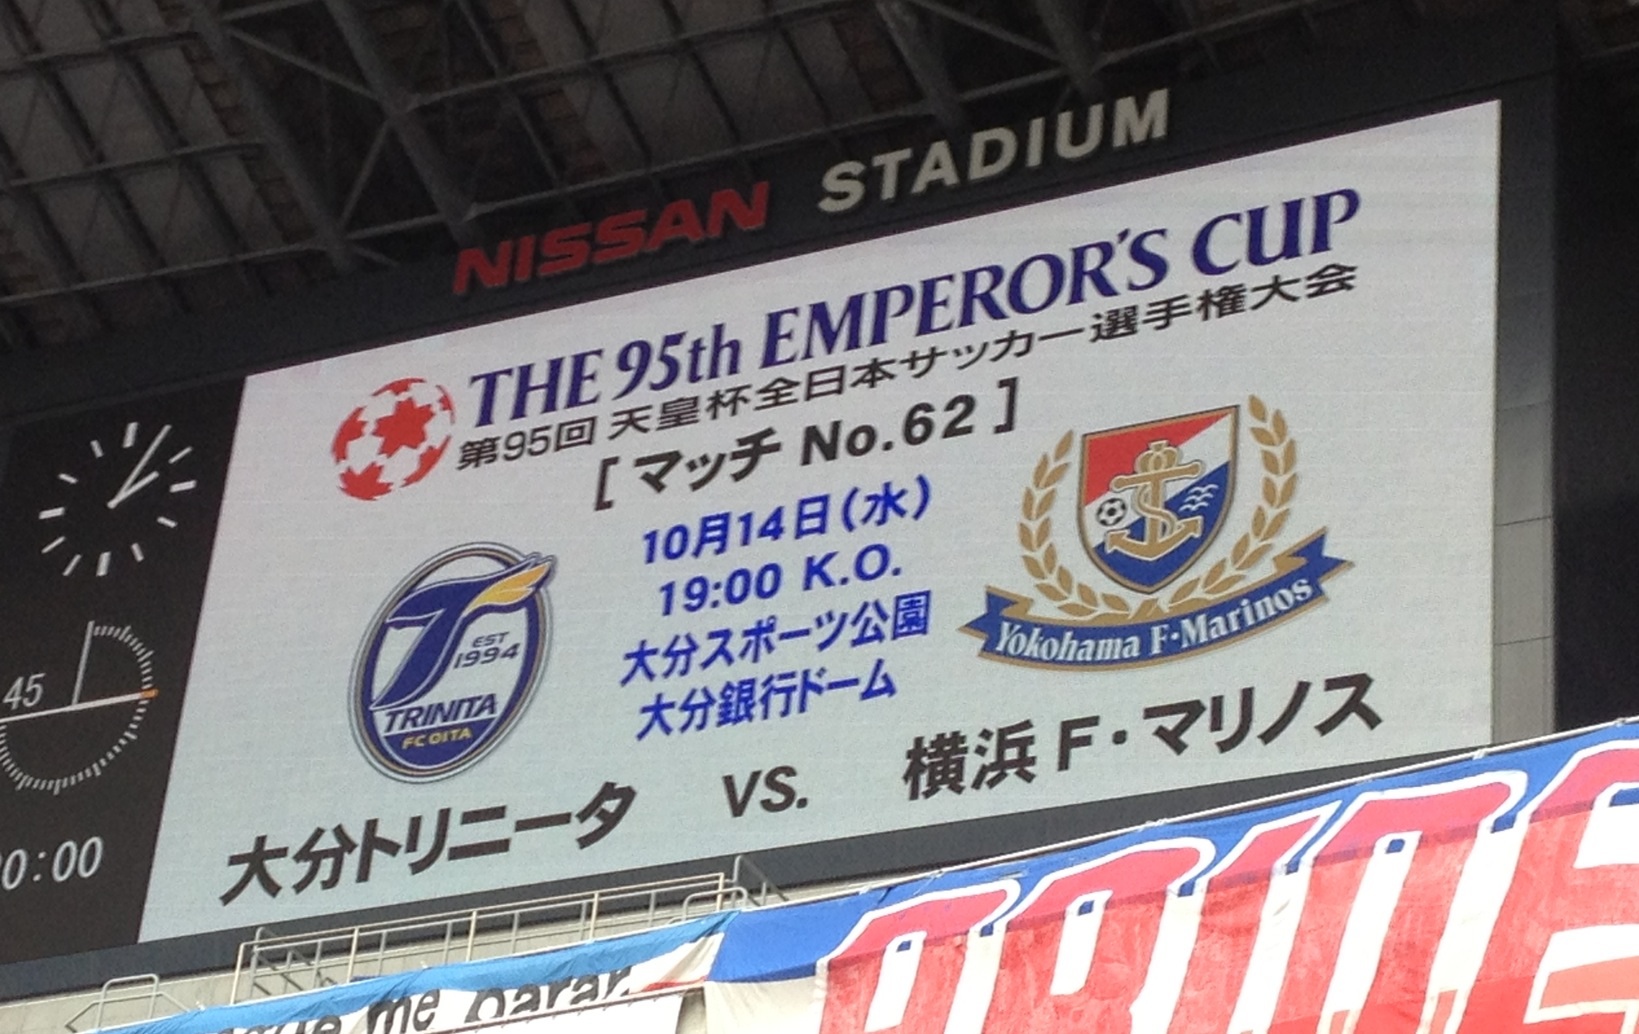 NISSAN STADIUM
THE 95th EMPEROR'S CUP
第95回 天皇杯全日本サッカー選手権大会
[マッチ No.62]
10月14日(水)
19:00 K.O.
大分スポーツ公園
大分銀行ドーム
EST
1994
TRINITA
FC OITA
Yokohama F・Marinos
大分トリニータ VS. 横浜F・マリノス
45
0:00
me parar